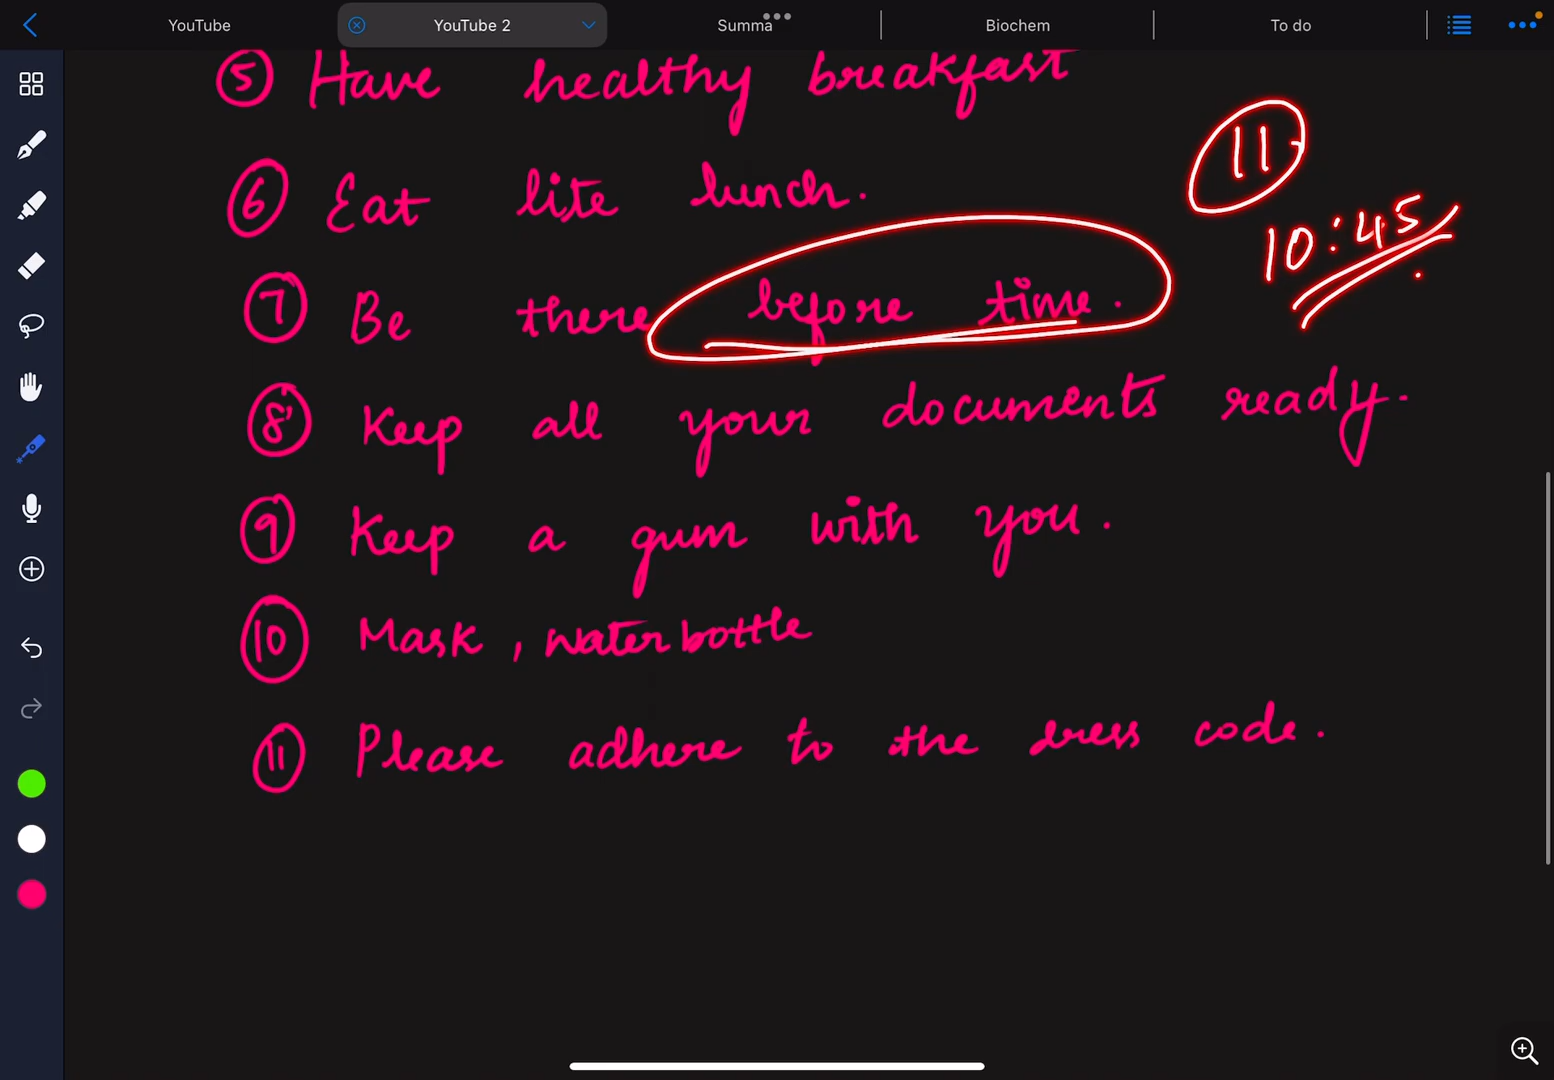 YouTube
YouTube 2
Summa
Biochem
To do
5 Have healthy breakfast
11
6 Eat lite lunch.
10:45
7 Be there before time.
8 Keep all your documents ready.
9 Keep a gum with you.
10 Mask, water bottle
11 Please adhere to the dress code.